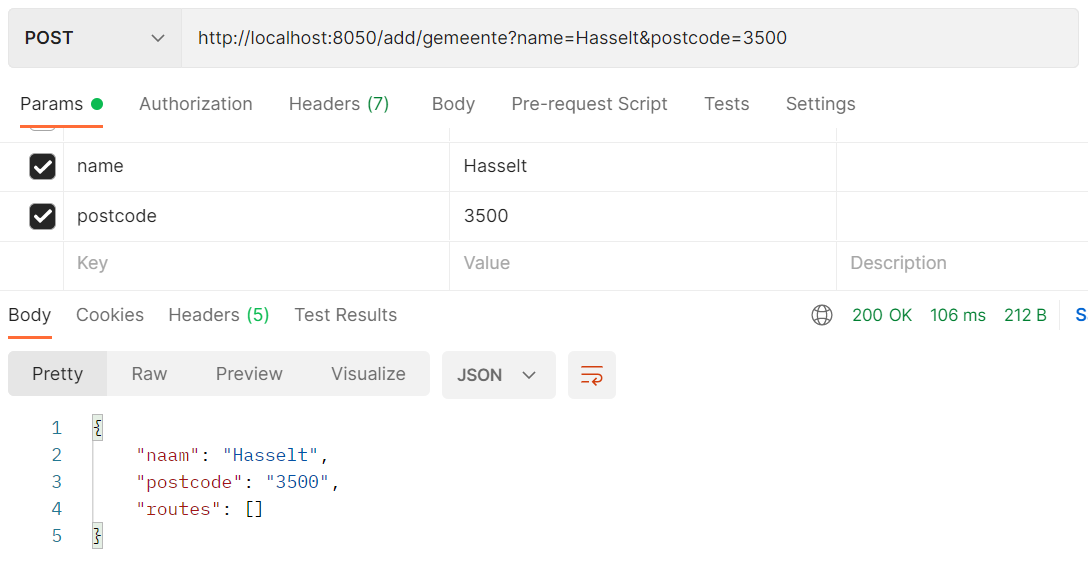 POST http://localhost:8050/add/gemeente?name=Hasselt&postcode=3500
Params Authorization Headers (7) Body Pre-request Script Tests Settings
name Hasselt
postcode 3500
Key Value Description
Body Cookies Headers (5) Test Results 200 OK 106 ms 212 B S
Pretty Raw Preview Visualize JSON
1 {
2 "naam": "Hasselt",
3 "postcode": "3500",
4 "routes": []
5 }